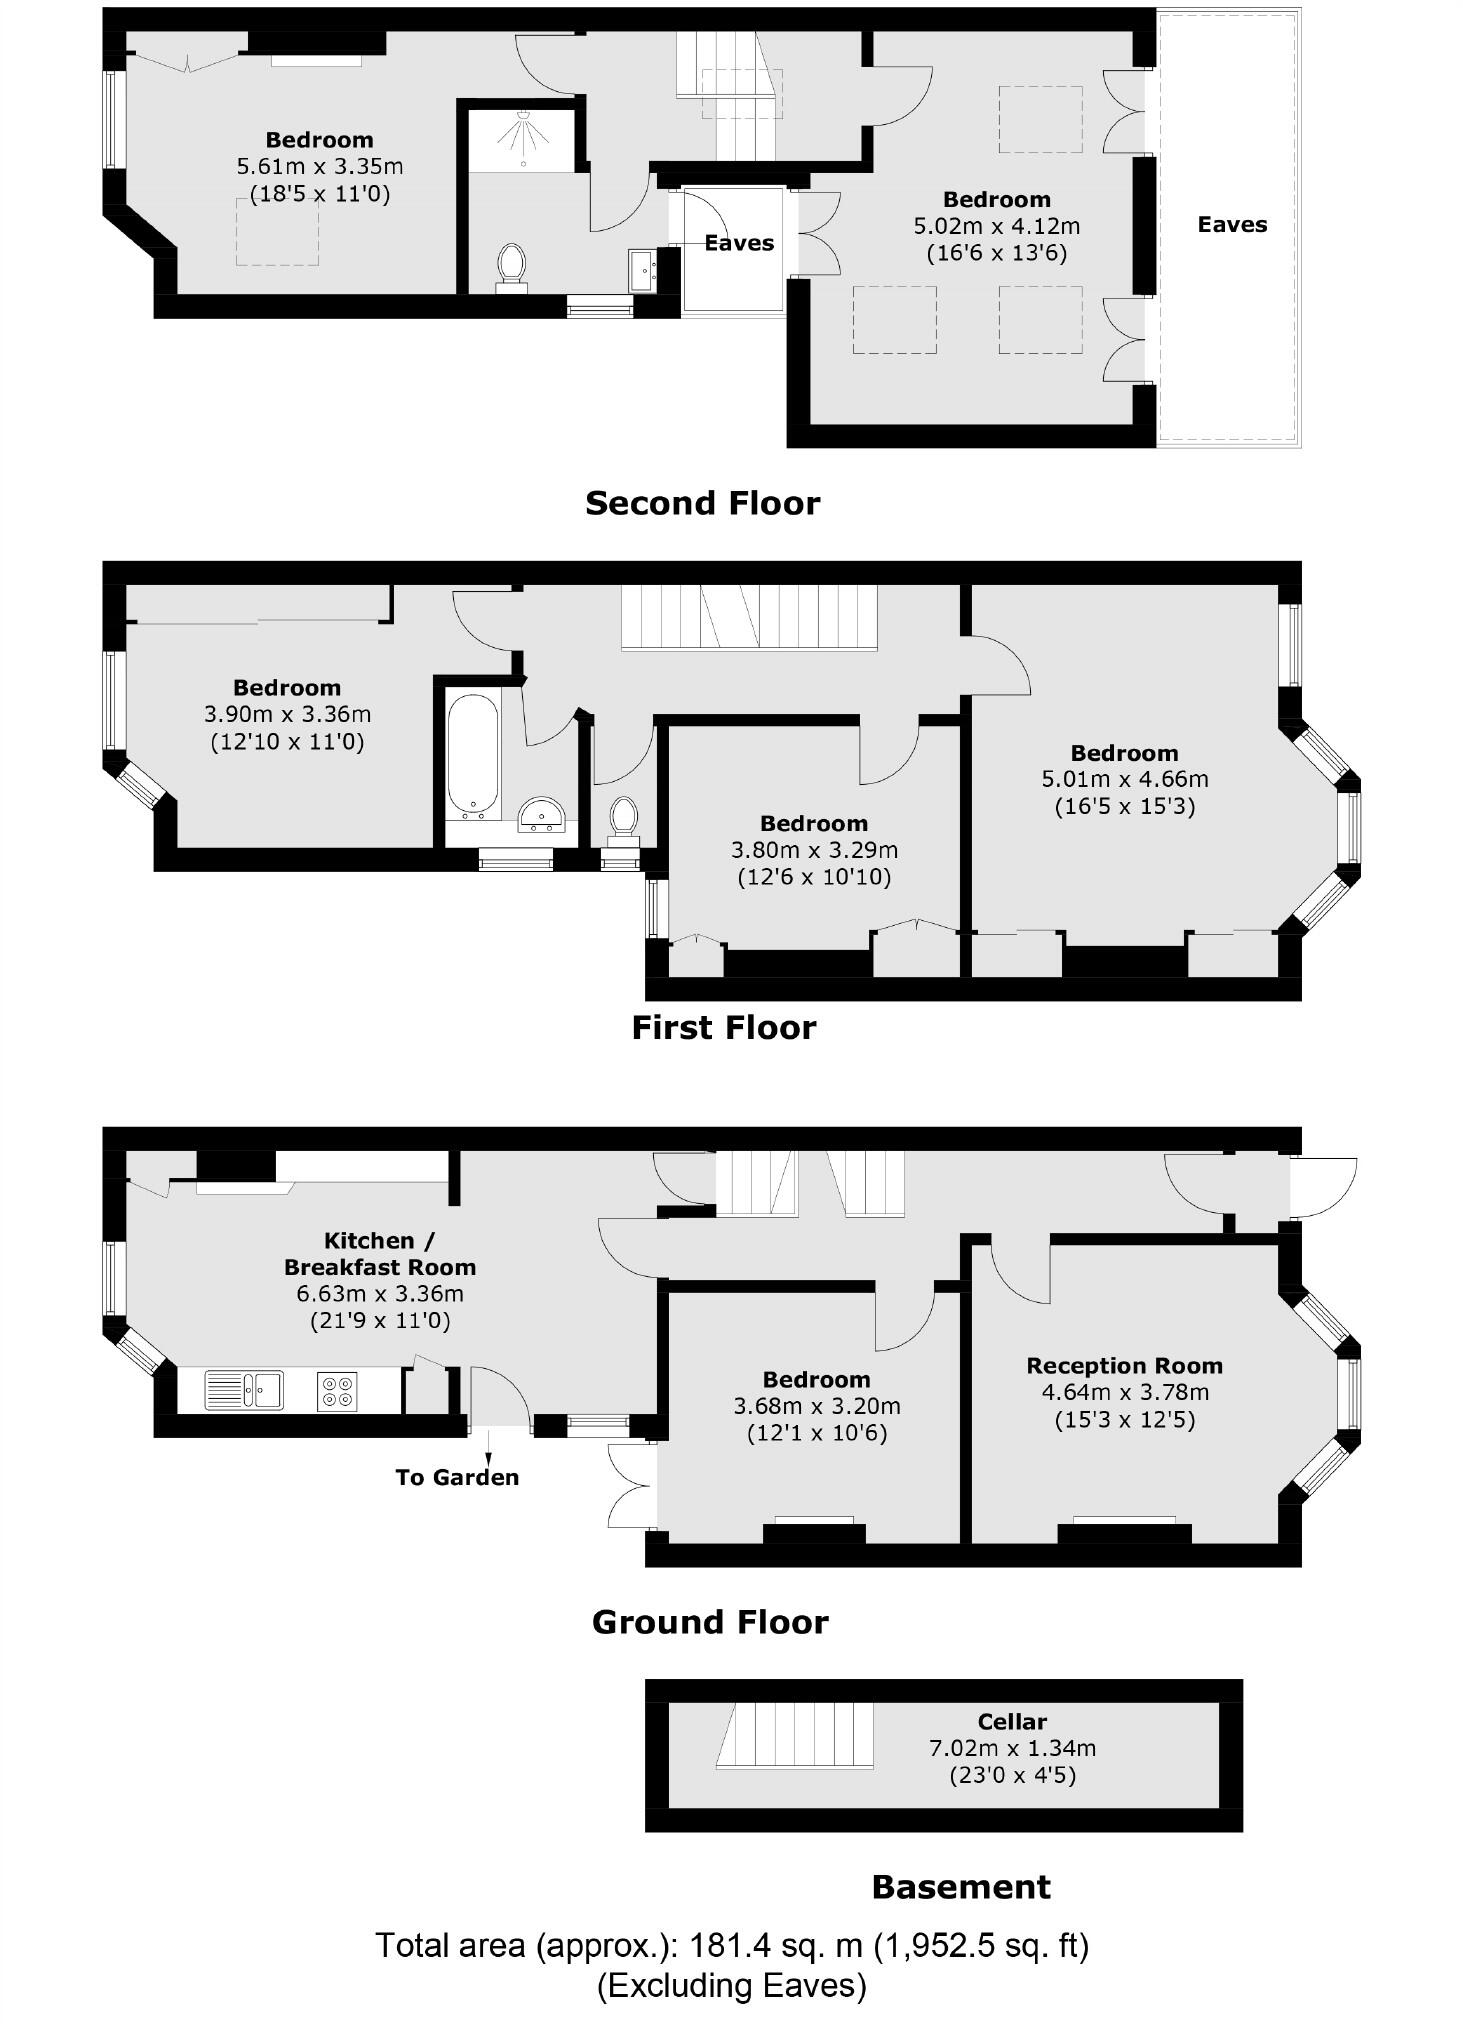 Bedroom
5.61m x 3.35m
(18'5 x 11'0)
Eaves
Bedroom
5.02m x 4.12m
(16'6 x 13'6)
Eaves
Second Floor
Bedroom
3.90m x 3.36m
(12'10 x 11'0)
Bedroom
3.80m x 3.29m
(12'6 x 10'10)
Bedroom
5.01m x 4.66m
(16'5 x 15'3)
First Floor
Kitchen /
Breakfast Room
6.63m x 3.36m
(21'9 x 11'0)
To Garden
Bedroom
3.68m x 3.20m
(12'1 x 10'6)
Reception Room
4.64m x 3.78m
(15'3 x 12'5)
Ground Floor
Cellar
7.02m x 1.34m
(23'0 x 4'5)
Basement
Total area (approx.): 181.4 sq. m (1,952.5 sq. ft)
(Excluding Eaves)